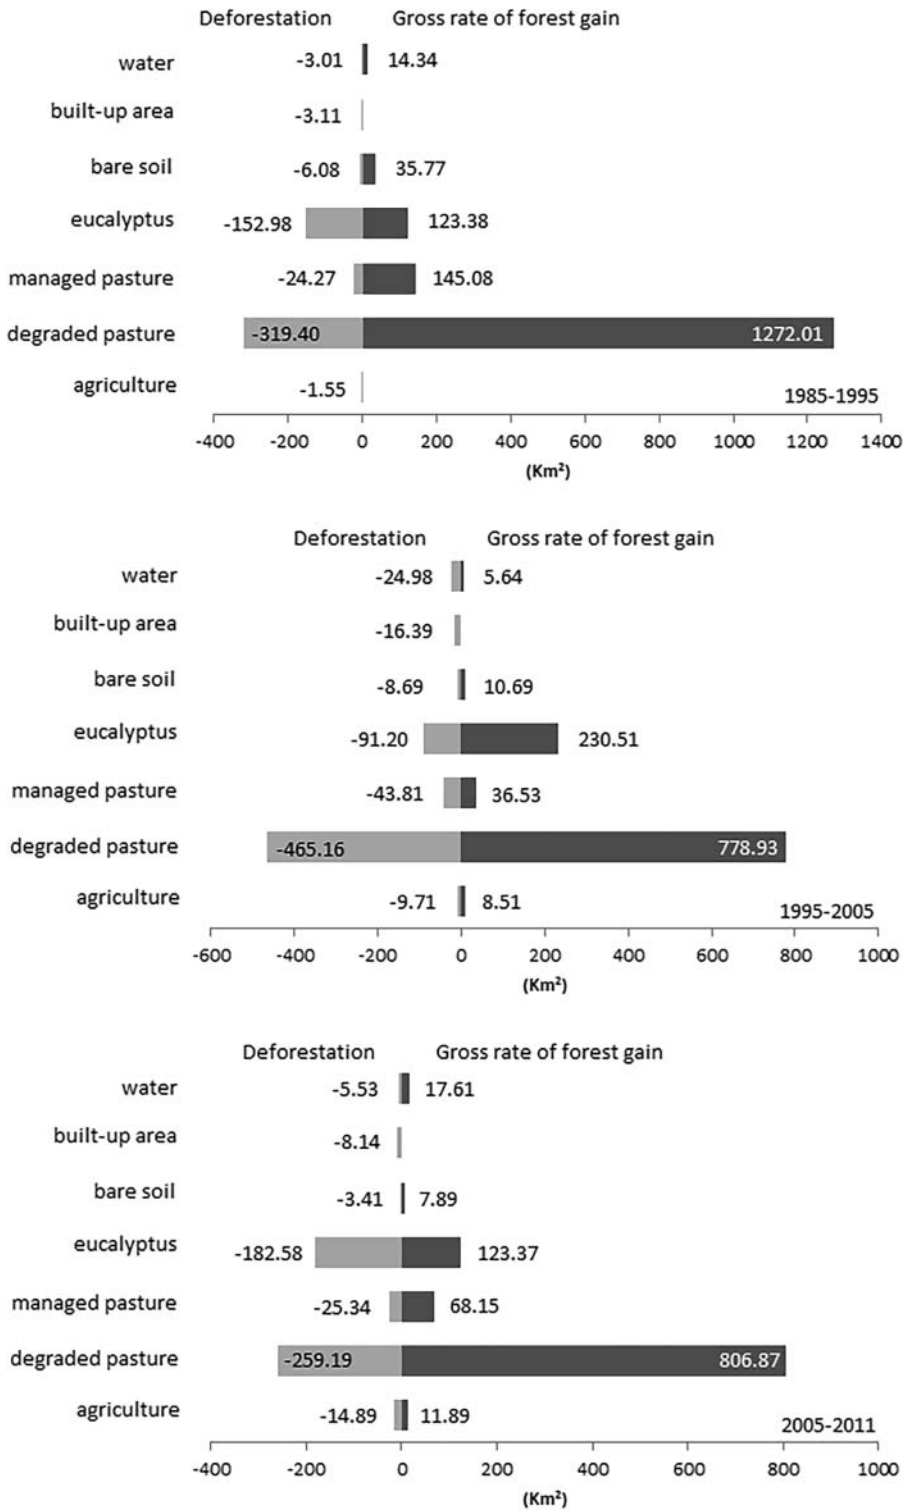 Deforestation Gross rate of forest gain
water -3.01 14.34
built-up area -3.11
bare soil -6.08 35.77
eucalyptus -152.98 123.38
managed pasture -24.27 145.08
degraded pasture -319.40 1272.01
agriculture -1.55 1985-1995
-400 -200 0 200 400 600 800 1000 1200 1400
(Km²)
Deforestation Gross rate of forest gain
water -24.98 5.64
built-up area -16.39
bare soil -8.69 10.69
eucalyptus -91.20 230.51
managed pasture -43.81 36.53
degraded pasture -465.16 778.93
agriculture -9.71 8.51 1995-2005
-600 -400 -200 0 200 400 600 800 1000
(Km²)
Deforestation Gross rate of forest gain
water -5.53 17.61
built-up area -8.14
bare soil -3.41 7.89
eucalyptus -182.58 123.37
managed pasture -25.34 68.15
degraded pasture -259.19 806.87
agriculture -14.89 11.89 2005-2011
-400 -200 0 200 400 600 800 1000
(Km²)